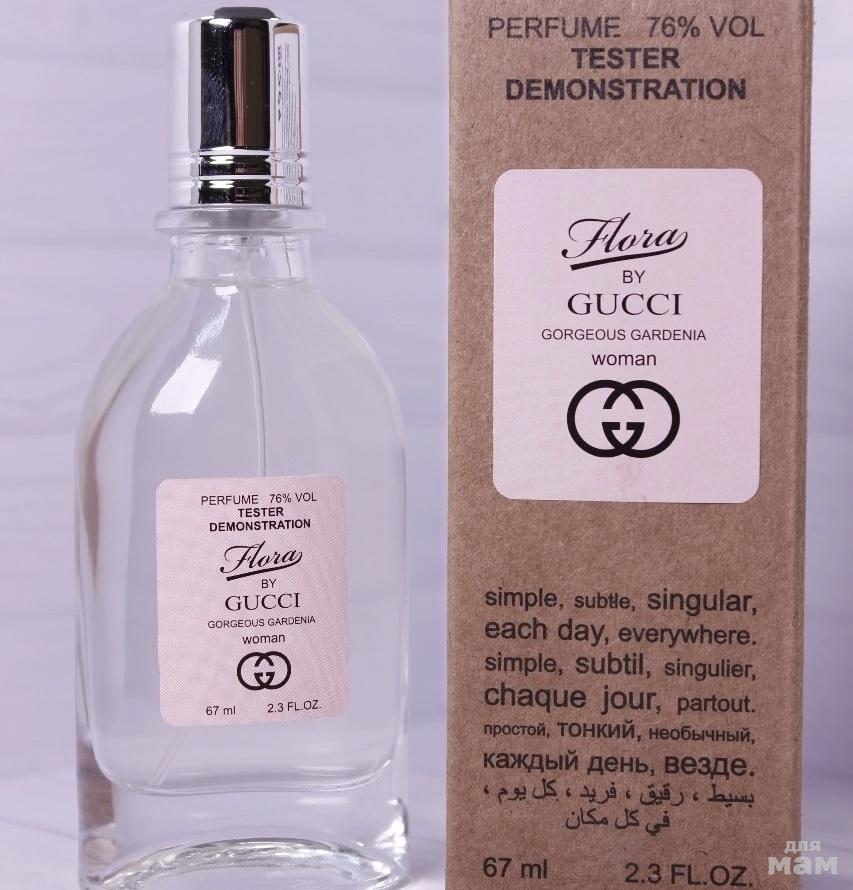 PERFUME 76% VOL
TESTER
DEMONSTRATION
Flora
BY
GUCCI
GORGEOUS GARDENIA
woman
67 ml 2.3 FL.OZ.
PERFUME 76% VOL
TESTER
DEMONSTRATION
Flora
BY
GUCCI
GORGEOUS GARDENIA
woman
simple, subtle, singular,
each day, everywhere.
simple, subtil, singulier,
chaque jour, partout.
простой, тонкий, необычный,
каждый день, везде.
بسيط ، رقيق ، فريد ، كل يوم ،
في كل مكان
67 ml 2.3 FL.OZ.
для
мам